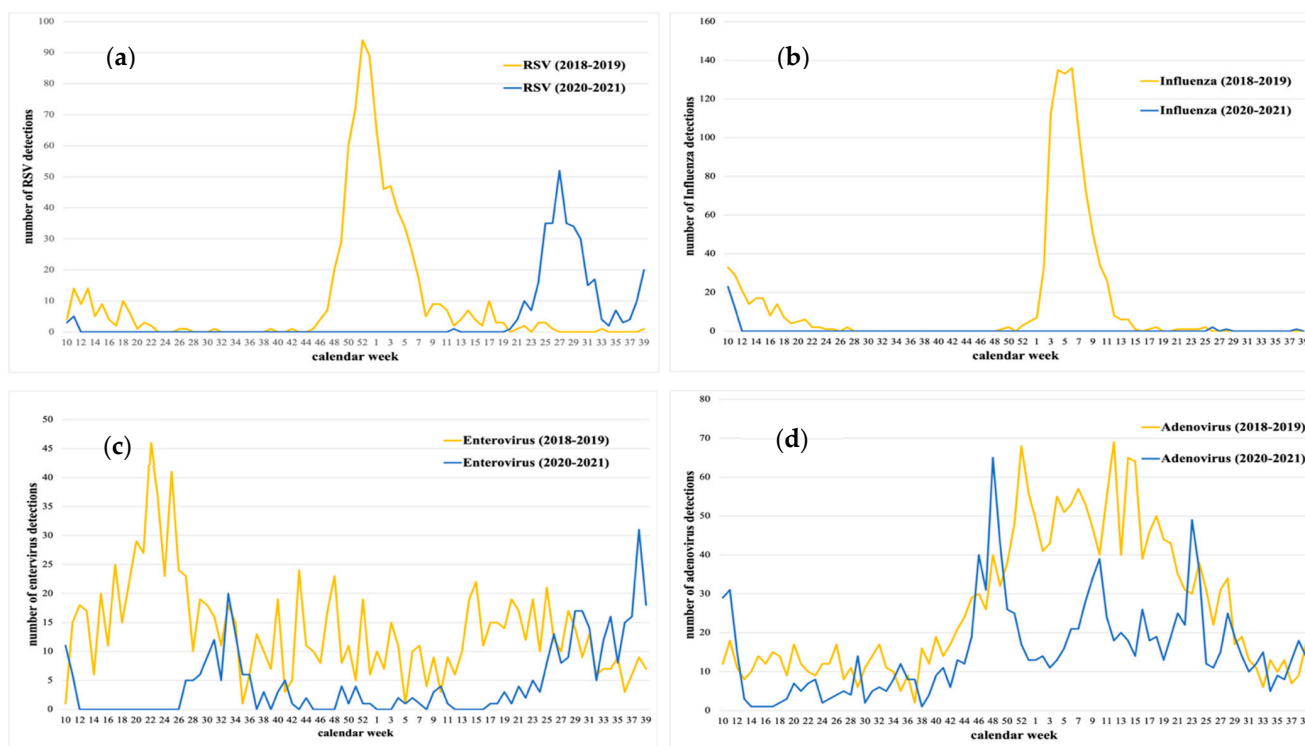 (a)
100
90
80
70
60
50
40
30
20
10
0
number of RSV detections
RSV (2018-2019)
RSV (2020-2021)
10 12 14 16 18 20 22 24 26 28 30 32 34 36 38 40 42 44 46 48 50 52 1 3 5 7 9 11 13 15 17 19 21 23 25 27 29 31 33 35 37 39
calendar week
(b)
160
140
120
100
80
60
40
20
0
number of Influenza detections
Influenza (2018-2019)
Influenza (2020-2021)
10 12 14 16 18 20 22 24 26 28 30 32 34 36 38 40 42 44 46 48 50 52 1 3 5 7 9 11 13 15 17 19 21 23 25 27 29 31 33 35 37 39
calendar week
(c)
50
45
40
35
30
25
20
15
10
5
0
number of enterovirus detections
Enterovirus (2018-2019)
Enterovirus (2020-2021)
10 12 14 16 18 20 22 24 26 28 30 32 34 36 38 40 42 44 46 48 50 52 1 3 5 7 9 11 13 15 17 19 21 23 25 27 29 31 33 35 37 39
calendar week
(d)
80
70
60
50
40
30
20
10
0
number of adenovirus detections
Adenovirus (2018-2019)
Adenovirus (2020-2021)
10 12 14 16 18 20 22 24 26 28 30 32 34 36 38 40 42 44 46 48 50 52 1 3 5 7 9 11 13 15 17 19 21 23 25 27 29 31 33 35 37
calendar week